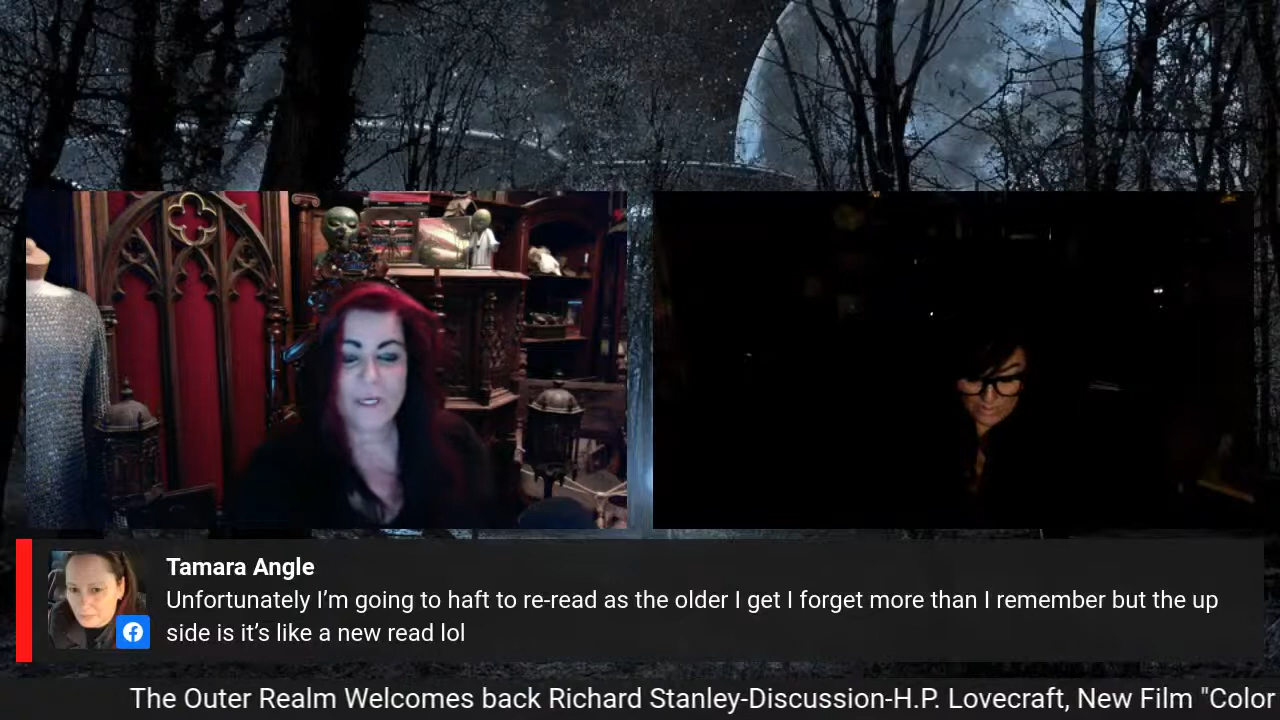 Tamara Angle
Unfortunately I’m going to haft to re-read as the older I get I forget more than I remember but the up
side is it’s like a new read lol
The Outer Realm Welcomes back Richard Stanley-Discussion-H.P. Lovecraft, New Film "Color